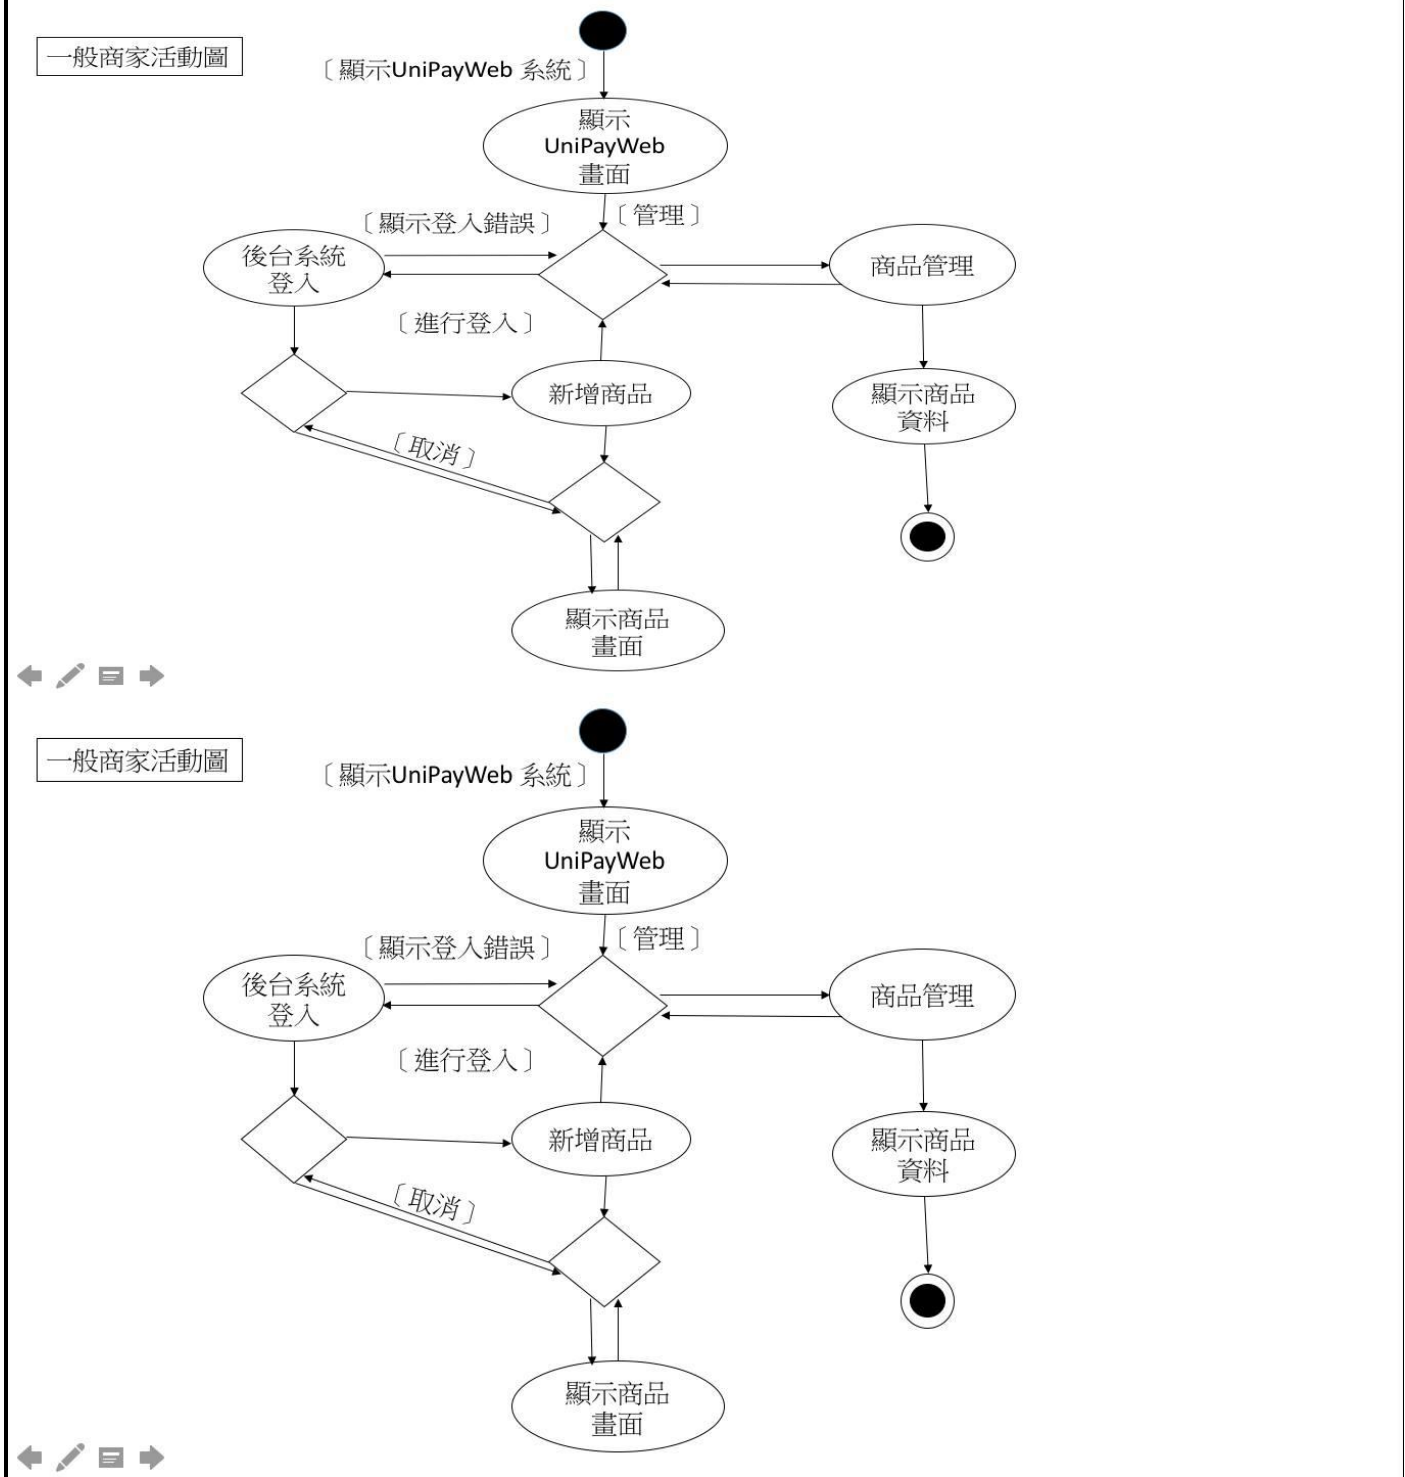 一般商家活動圖
〔顯示UniPayWeb 系統〕
顯示
UniPayWeb
畫面
〔管理〕
〔顯示登入錯誤〕
後台系統
登入
商品管理
〔進行登入〕
新增商品
顯示商品
資料
〔取消〕
顯示商品
畫面
一般商家活動圖
〔顯示UniPayWeb 系統〕
顯示
UniPayWeb
畫面
〔管理〕
〔顯示登入錯誤〕
後台系統
登入
商品管理
〔進行登入〕
新增商品
顯示商品
資料
〔取消〕
顯示商品
畫面